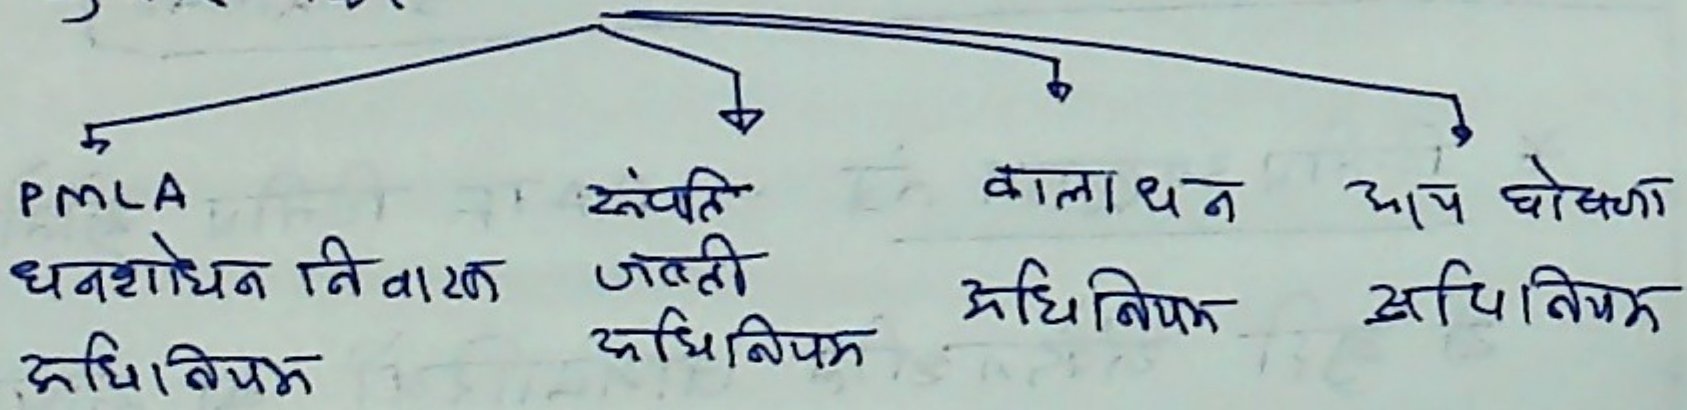 PMLA
धनशोधन निवारक
अधिनियम
संपति
जब्ती
अधिनियम
काला धन
अधिनियम
आय घोषणा
अधिनियम